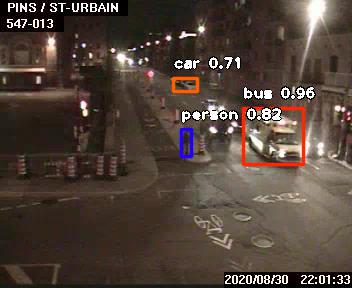 PINS / ST-URBAIN
547-013
car 0.71
bus 0.96
person 0.82
2020/08/30 22:01:33